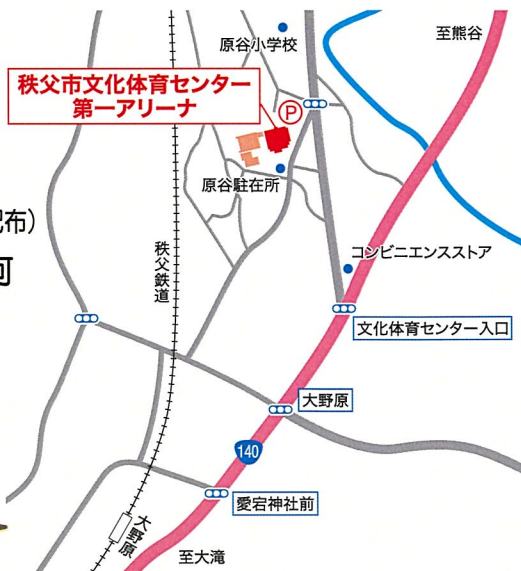 原谷小学校
至熊谷
秩父市文化体育センター
第一アリーナ
P
原谷駐在所
配布）
可
秩父鉄道
コンビニエンスストア
文化体育センター入口
大野原
140
愛宕神社前
大野原
至大滝